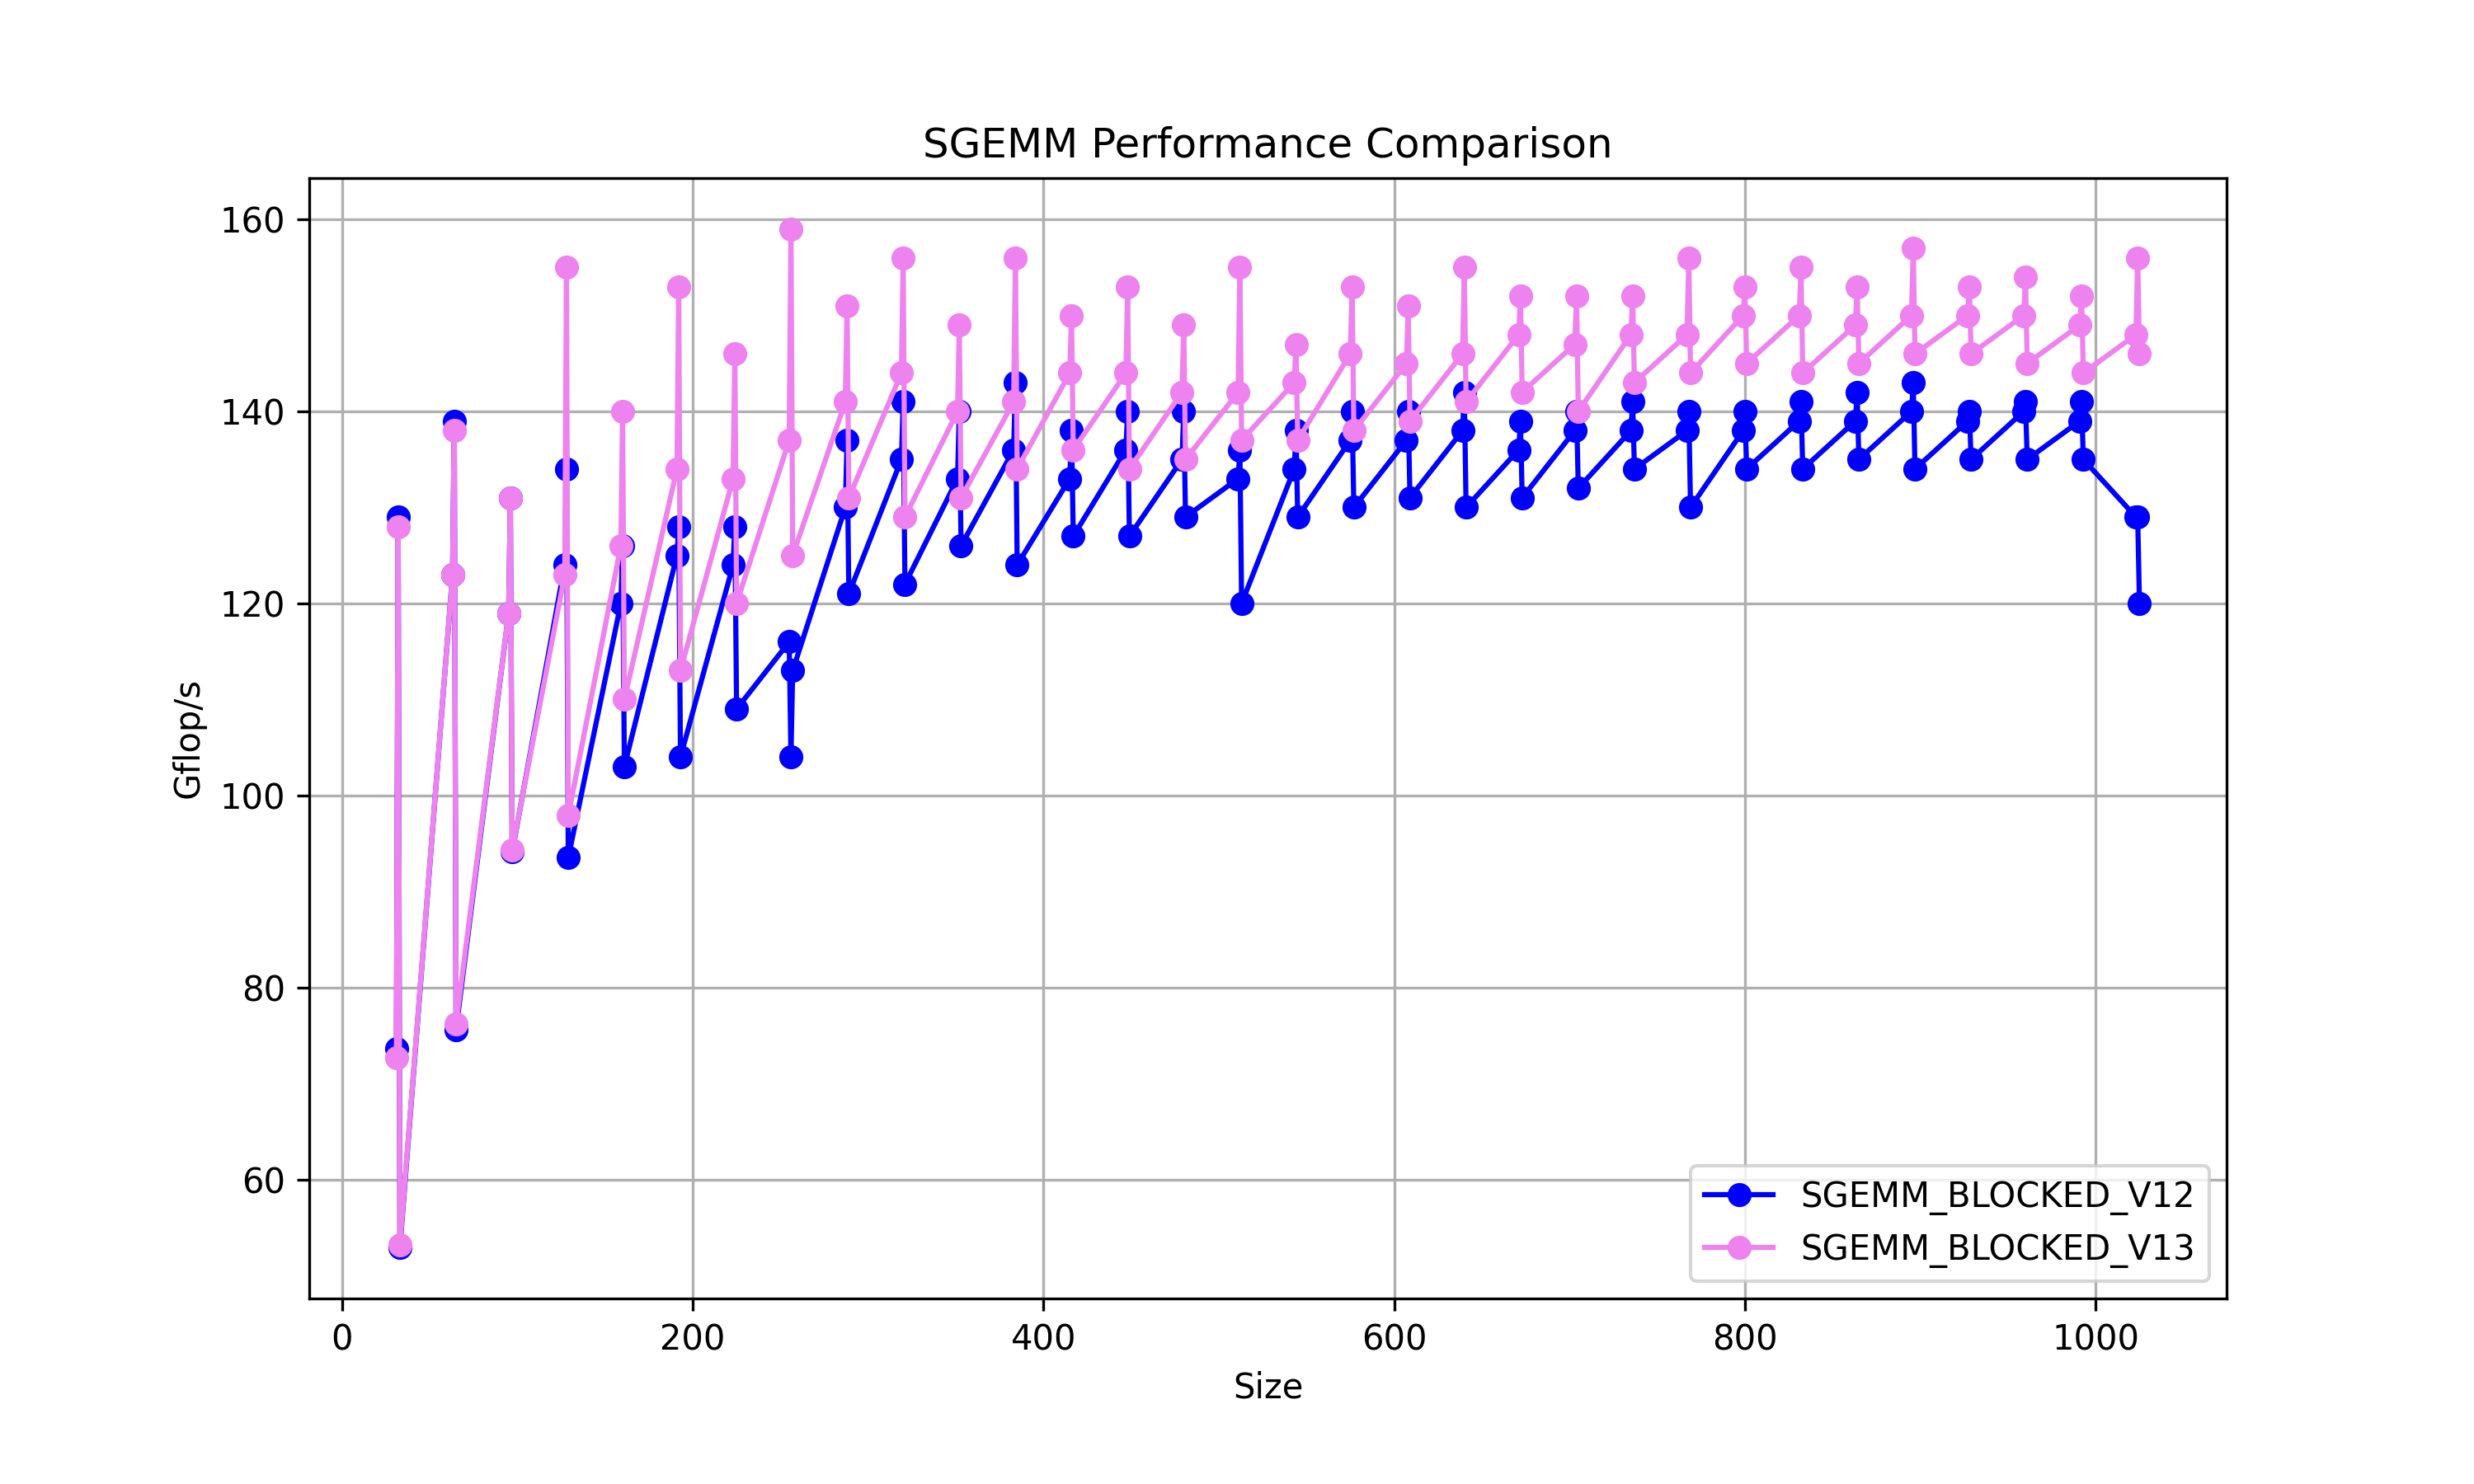 SGEMM Performance Comparison
160
140
120
100
80
60
Gflop/s
0 200 400 600 800 1000
Size
SGEMM_BLOCKED_V12
SGEMM_BLOCKED_V13